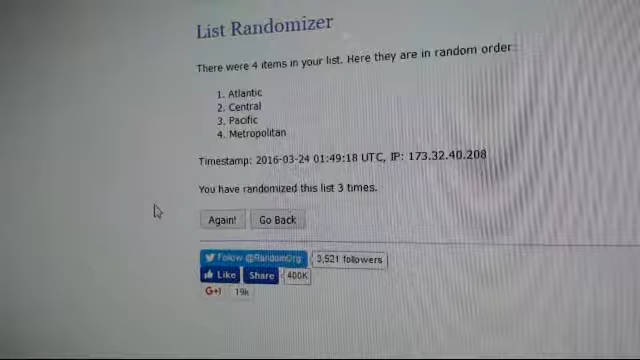 List Randomizer
There were 4 items in your list. Here they are in random order:
1. Atlantic
2. Central
3. Pacific
4. Metropolitan
Timestamp: 2016-03-24 01:49:18 UTC, IP: 173.32.40.208
You have randomized this list 3 times.
Again! Go Back
Follow @RandomOrg 3,521 followers
Like Share 400K
G+1 19k